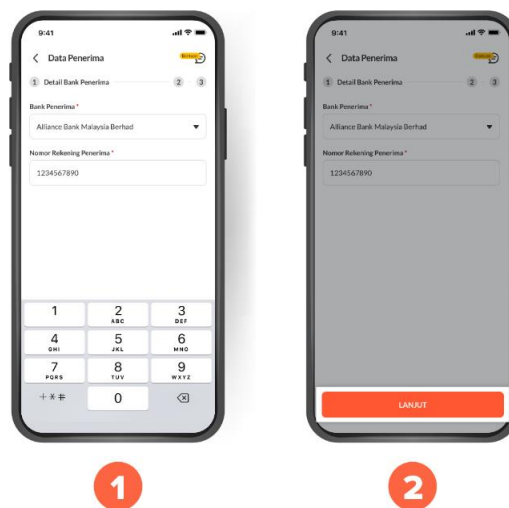 9:41
Data Penerima
1 Detail Bank Penerima 2 3
Bank Penerima *
Alliance Bank Malaysia Berhad
Nomor Rekening Penerima *
1234567890
1
2
ABC
3
DEF
4
GHI
5
JKL
6
MNO
7
PQRS
8
TUV
9
WXYZ
+*#
0
1
9:41
Data Penerima
1 Detail Bank Penerima 2 3
Bank Penerima *
Alliance Bank Malaysia Berhad
Nomor Rekening Penerima *
1234567890
LANJUT
2